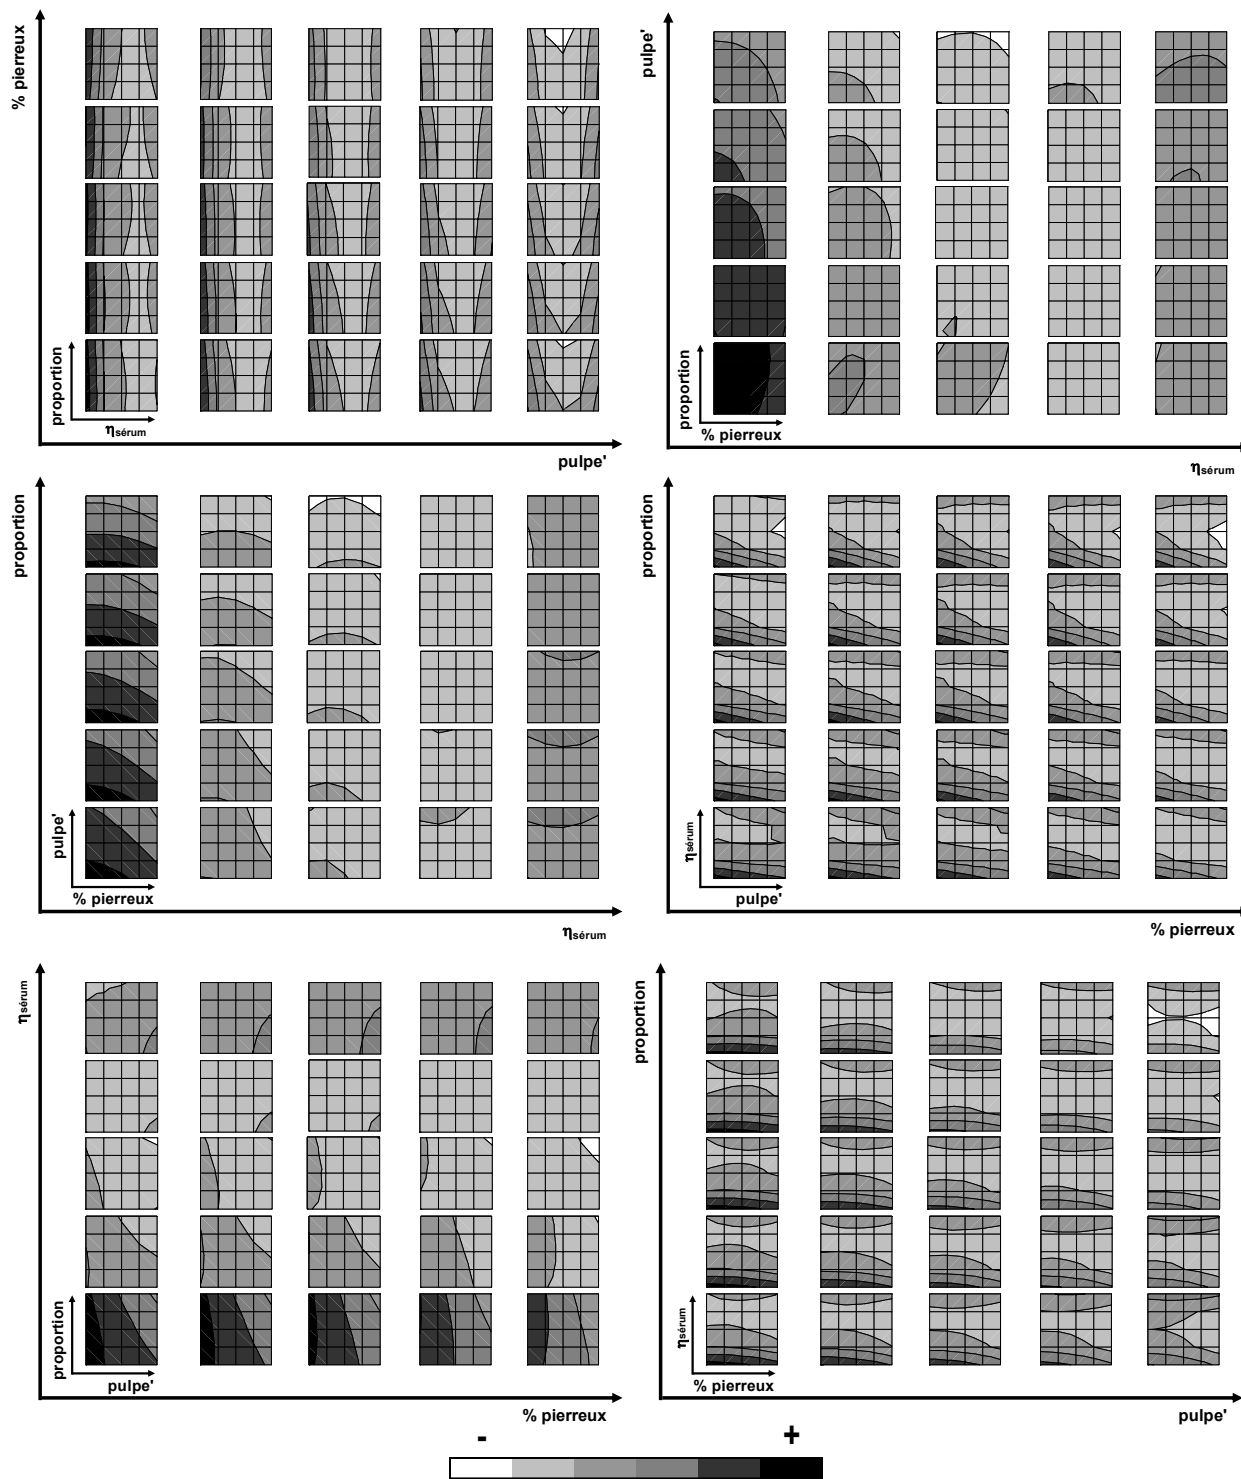 % pierreux
proportion
ηsérum
pulpe'
pulpe'
proportion
% pierreux
ηsérum
proportion
pulpe'
% pierreux
ηsérum
proportion
ηsérum
pulpe'
% pierreux
ηsérum
proportion
pulpe'
% pierreux
proportion
ηsérum
% pierreux
pulpe'
- +